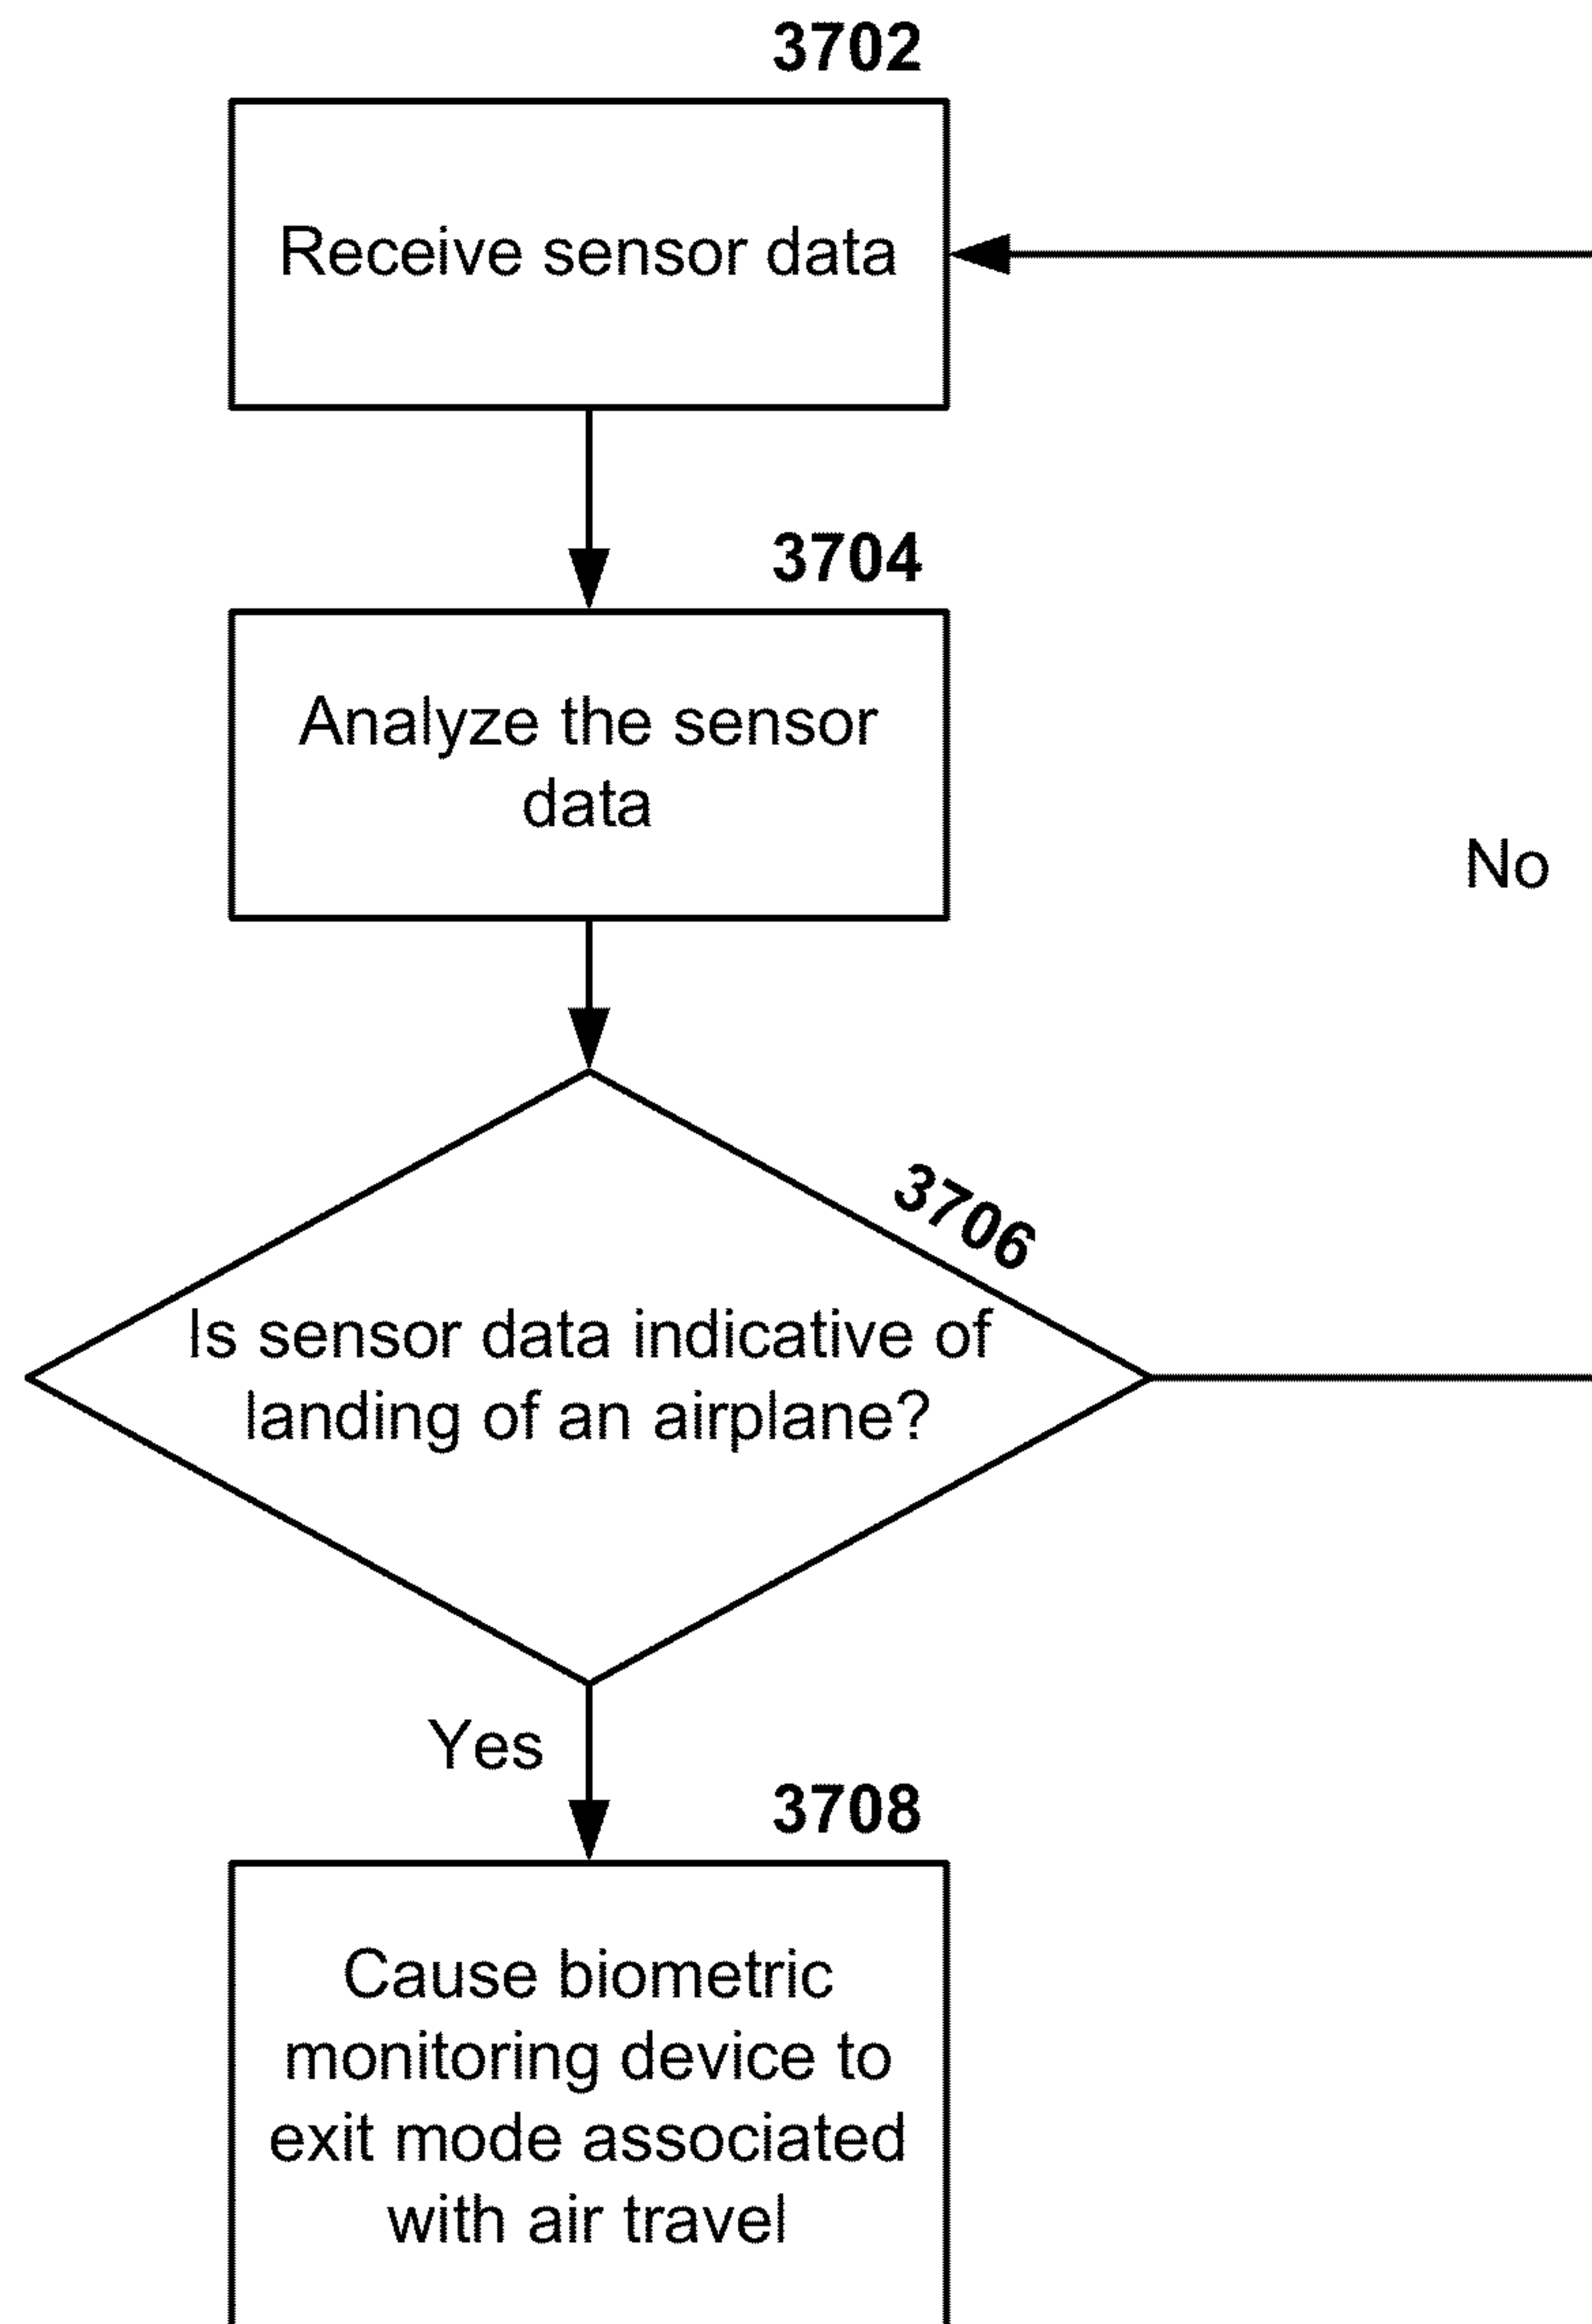 3702
Receive sensor data
3704
Analyze the sensor
data
No
3706
Is sensor data indicative of
landing of an airplane?
Yes
3708
Cause biometric
monitoring device to
exit mode associated
with air travel